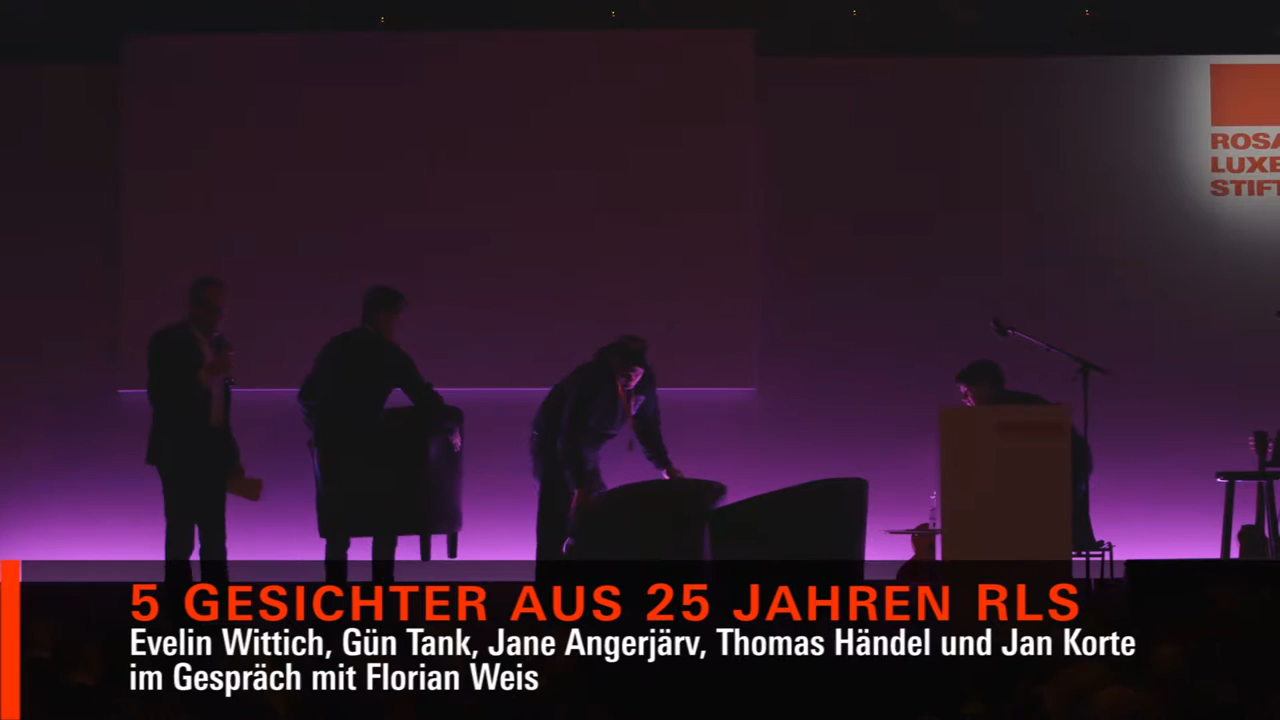 ROSA
LUXE
STIFT
5 GESICHTER AUS 25 JAHREN RLS
Evelin Wittich, Gün Tank, Jane Angerjärv, Thomas Händel und Jan Korte
im Gespräch mit Florian Weis